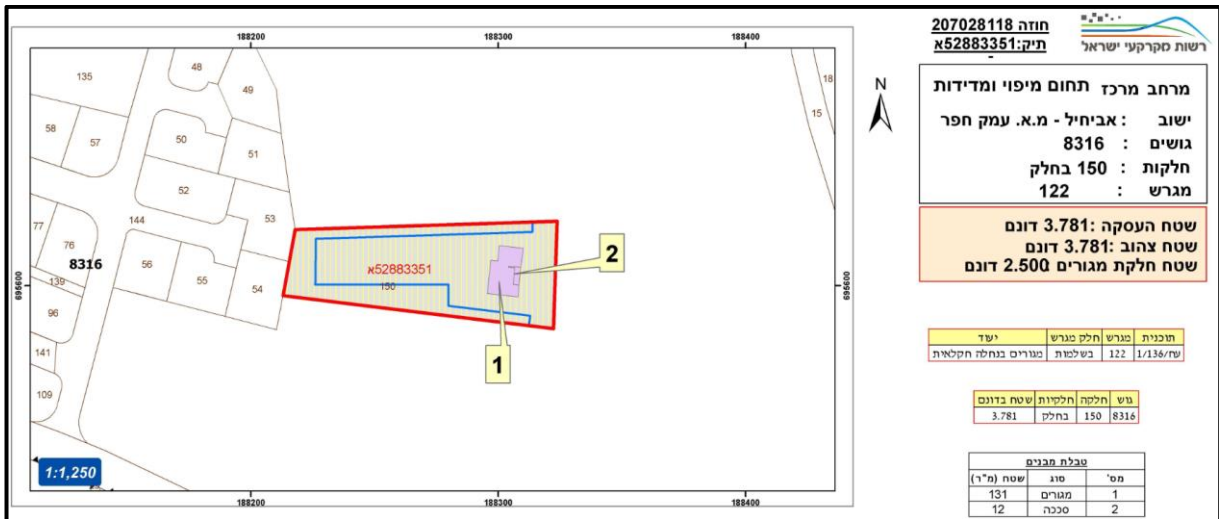 חוזה 207028118
תיק:52883351א
-
רשות מקרקעי ישראל
מרחב מרכז תחום מיפוי ומדידות
ישוב : אביחיל - מ.א. עמק חפר
גושים : 8316
חלקות : 150 בחלק
מגרש : 122
שטח העסקה :3.781 דונם
שטח צהוב :3.781 דונם
שטח חלקת מגורים :2.500 דונם
תוכנית מגרש חלק מגרש יעוד
עח/1/136 122 בשלמות מגורים בנחלה חקלאית
גוש חלקה חלקיות שטח בדונם
8316 150 בחלק 3.781
טבלת מבנים
מס' סוג שטח (מ"ר)
1 מגורים 131
2 סככה 12
N
188200 188300 188400
135
48
49
18
15
58
57
50
51
52
53
77
76
144
8316
139
56
55
54
96
141
109
52883351א
150
2
1
695600
695600
1:1,250
188200 188300 188400